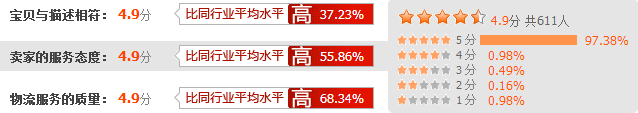 宝贝与描述相符： 4.9分 比同行业平均水平 高 37.23%
卖家的服务态度： 4.9分 比同行业平均水平 高 55.86%
物流服务的质量： 4.9分 比同行业平均水平 高 68.34%
4.9分 共611人
5分 97.38%
4分 0.98%
3分 0.49%
2分 0.16%
1分 0.98%